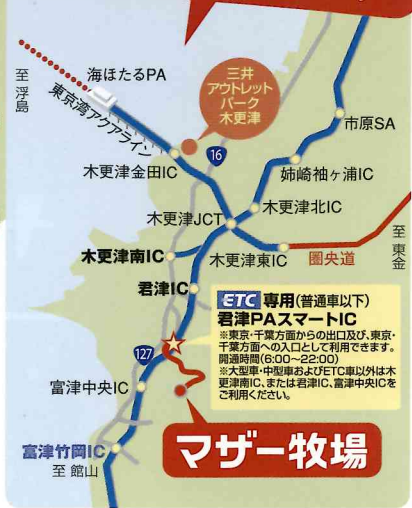 至浮島
海ほたるPA
東京湾アクアライン
三井
アウトレット
パーク
木更津
16
市原SA
木更津金田IC
姉崎袖ヶ浦IC
木更津JCT
木更津北IC
至東金
木更津南IC
木更津東IC
圏央道
君津IC
ETC 専用(普通車以下)
君津PAスマートIC
※東京・千葉方面からの出口及び、東京・
千葉方面への入口として利用できます。
開通時間(6:00~22:00)
※大型車・中型車およびETC車以外は木
更津南IC、または君津IC、富津中央ICを
ご利用ください。
127
富津中央IC
マザー牧場
富津竹岡IC
至 館山